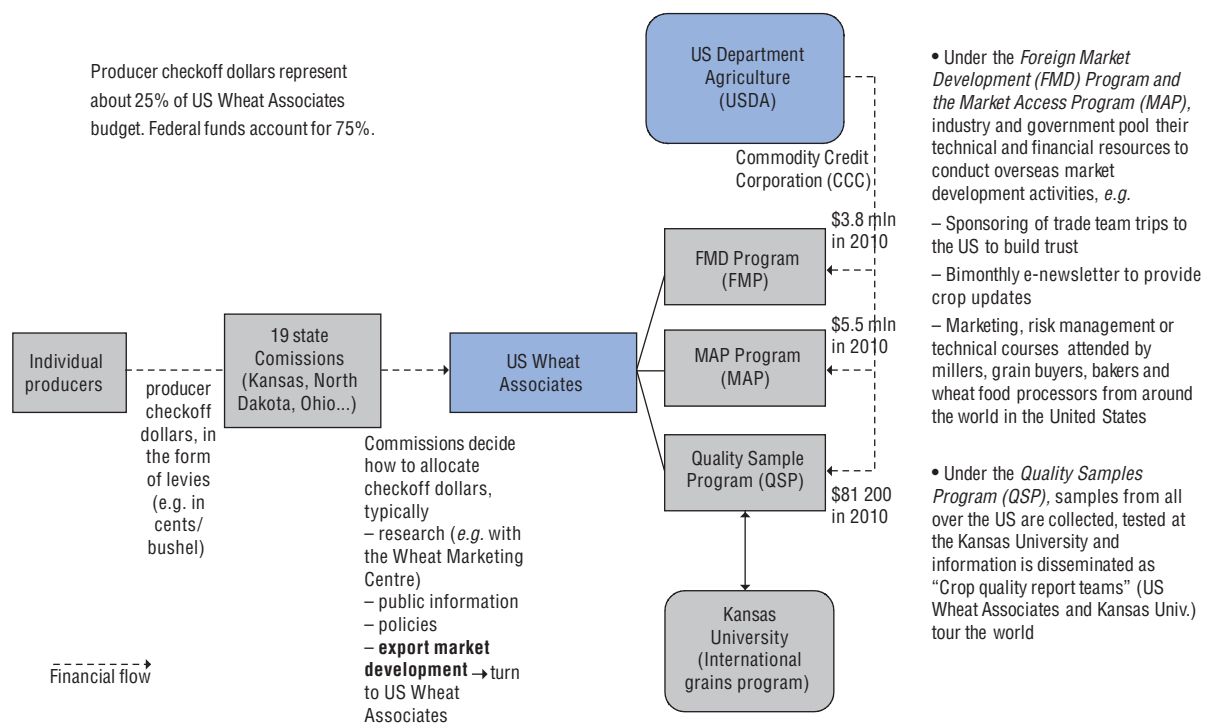 Producer checkoff dollars represent
about 25% of US Wheat Associates
budget. Federal funds account for 75%.
US Department
Agriculture
(USDA)
Commodity Credit
Corporation (CCC)
$3.8 mln
in 2010
FMD Program
(FMP)
$5.5 mln
in 2010
MAP Program
(MAP)
Quality Sample
Program (QSP)
$81 200
in 2010
Individual
producers
producer
checkoff
dollars, in
the form
of levies
(e.g. in
cents/
bushel)
19 state
Comissions
(Kansas, North
Dakota, Ohio...)
US Wheat
Associates
Commissions decide
how to allocate
checkoff dollars,
typically
– research (e.g. with
the Wheat Marketing
Centre)
– public information
– policies
– export market
development → turn
to US Wheat
Associates
Kansas
University
(International
grains program)
Financial flow
• Under the Foreign Market
Development (FMD) Program and
the Market Access Program (MAP),
industry and government pool their
technical and financial resources to
conduct overseas market
development activities, e.g.
– Sponsoring of trade team trips to
the US to build trust
– Bimonthly e-newsletter to provide
crop updates
– Marketing, risk management or
technical courses attended by
millers, grain buyers, bakers and
wheat food processors from around
the world in the United States
• Under the Quality Samples
Program (QSP), samples from all
over the US are collected, tested at
the Kansas University and
information is disseminated as
“Crop quality report teams” (US
Wheat Associates and Kansas Univ.)
tour the world